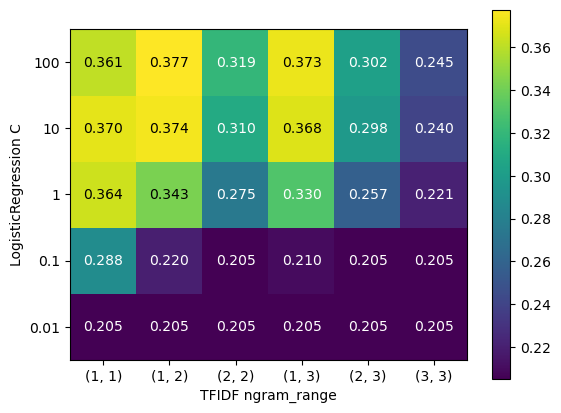 100 0.361 0.377 0.319 0.373 0.302 0.245 0.36
10 0.370 0.374 0.310 0.368 0.298 0.240 0.34
0.32
1 0.364 0.343 0.275 0.330 0.257 0.221 0.30
0.28
0.1 0.288 0.220 0.205 0.210 0.205 0.205 0.26
0.24
0.01 0.205 0.205 0.205 0.205 0.205 0.205 0.22
LogisticRegression C
(1, 1) (1, 2) (2, 2) (1, 3) (2, 3) (3, 3)
TFIDF ngram_range